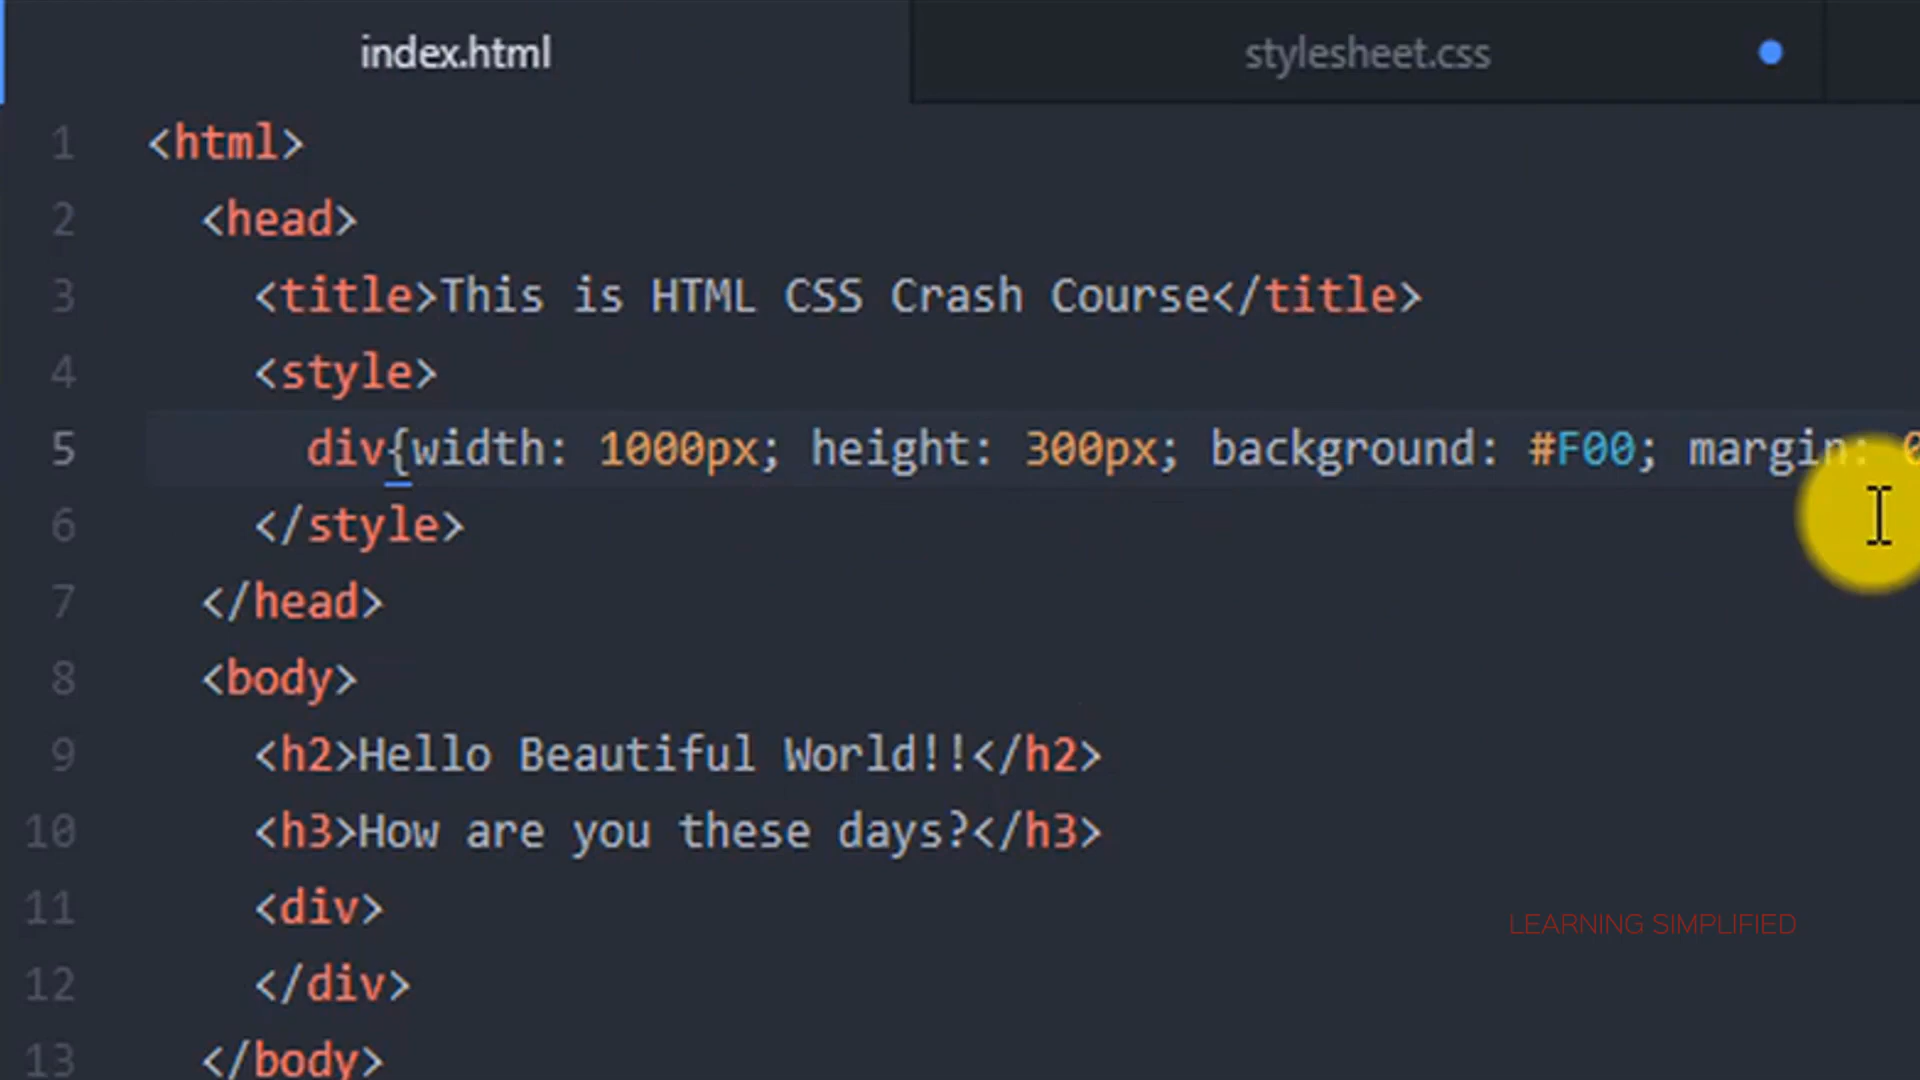 index.html
stylesheet.css
1 <html>
2 <head>
3 <title>This is HTML CSS Crash Course</title>
4 <style>
5 div{width: 1000px; height: 300px; background: #F00; margin: 0
6 </style>
7 </head>
8 <body>
9 <h2>Hello Beautiful World!!</h2>
10 <h3>How are you these days?</h3>
11 <div>
LEARNING SIMPLIFIED
12 </div>
13 </body>